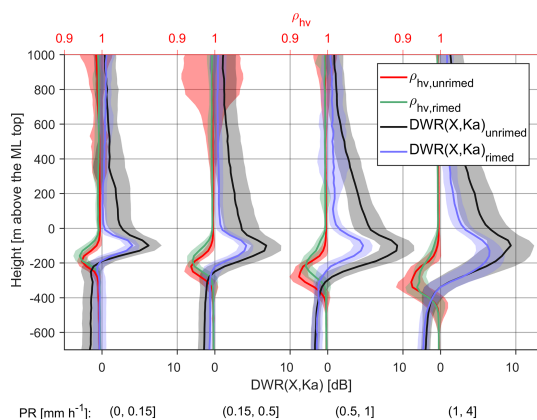 ρhv
0.9 1 0.9 1 0.9 1 0.9 1
1000
800
600
400
200
0
-200
-400
-600
Height [m above the ML top]
ρhv,unrimed
ρhv,rimed
DWR(X,Ka)unrimed
DWR(X,Ka)rimed
0 10 0 10 0 10 0 10
DWR(X,Ka) [dB]
PR [mm h⁻¹]: (0, 0.15] (0.15, 0.5] (0.5, 1] (1, 4]